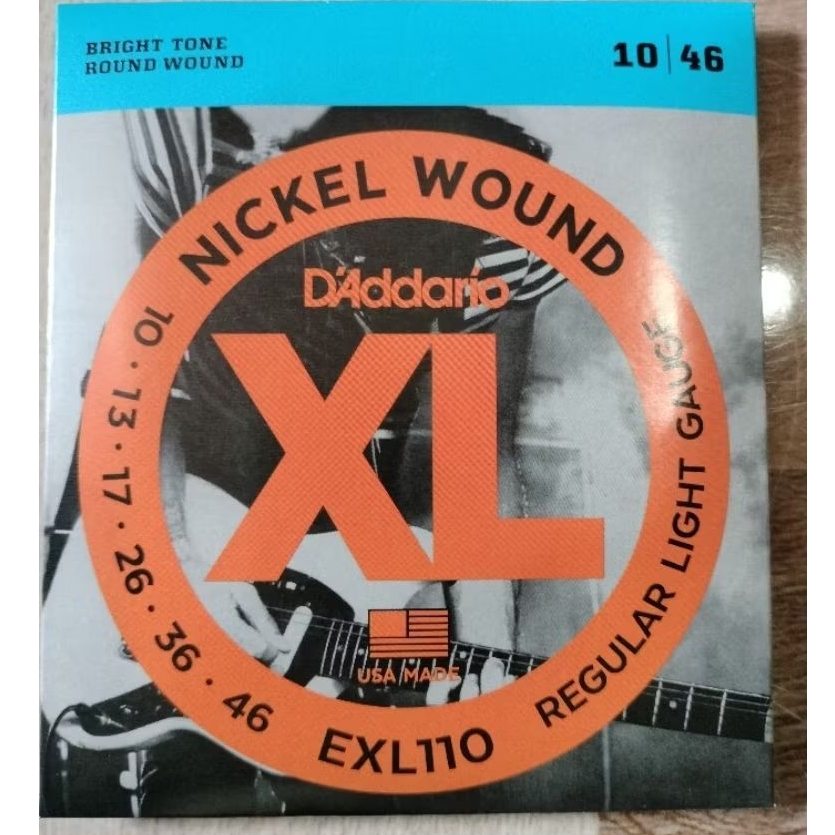 BRIGHT TONE
ROUND WOUND
10 | 46
NICKEL WOUND
D'Addario
XL
10 · 13 · 17 · 26 · 36 · 46
REGULAR LIGHT GAUGE
USA MADE
EXL110